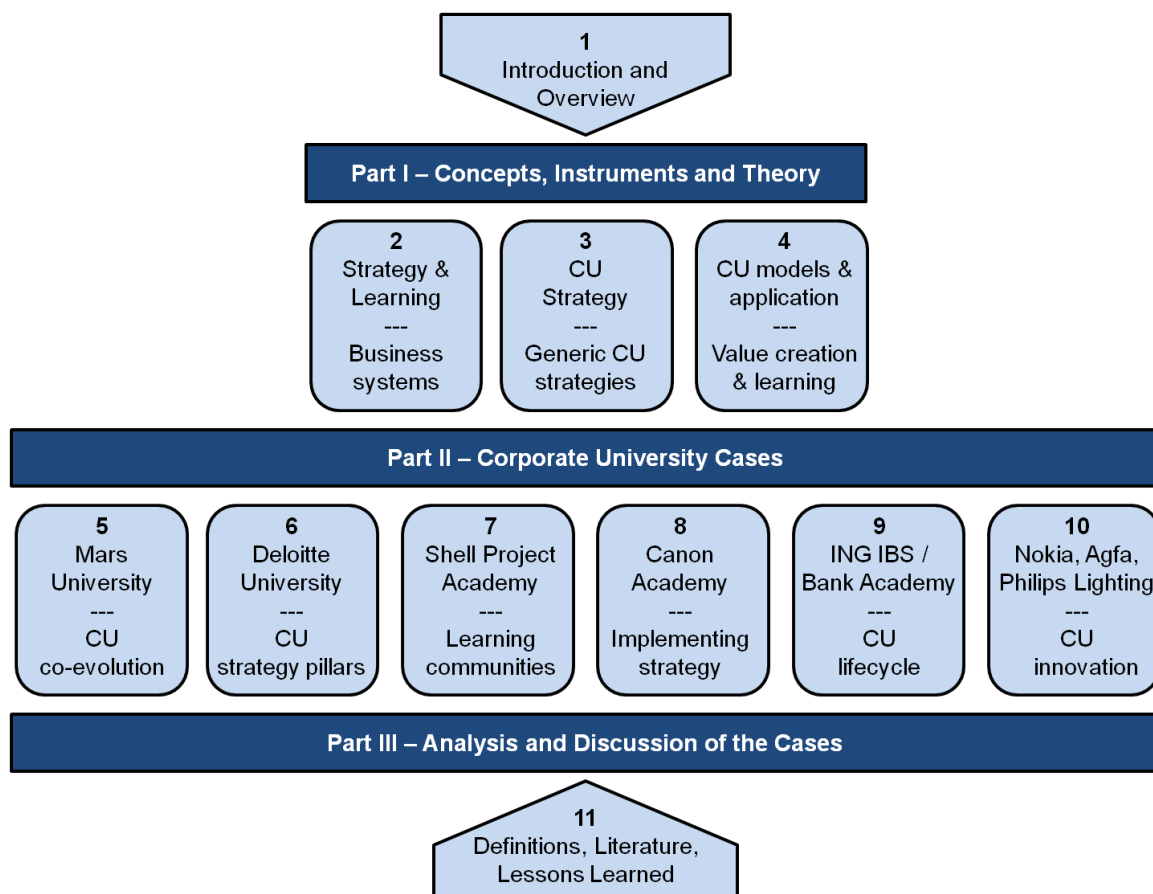 1
Introduction and
Overview
Part I – Concepts, Instruments and Theory
2
Strategy &
Learning
---
Business
systems
3
CU
Strategy
---
Generic CU
strategies
4
CU models &
application
---
Value creation
& learning
Part II – Corporate University Cases
5
Mars
University
---
CU
co-evolution
6
Deloitte
University
---
CU
strategy pillars
7
Shell Project
Academy
---
Learning
communities
8
Canon
Academy
---
Implementing
strategy
9
ING IBS /
Bank Academy
---
CU
lifecycle
10
Nokia, Agfa,
Philips Lighting
---
CU
innovation
Part III – Analysis and Discussion of the Cases
11
Definitions, Literature,
Lessons Learned